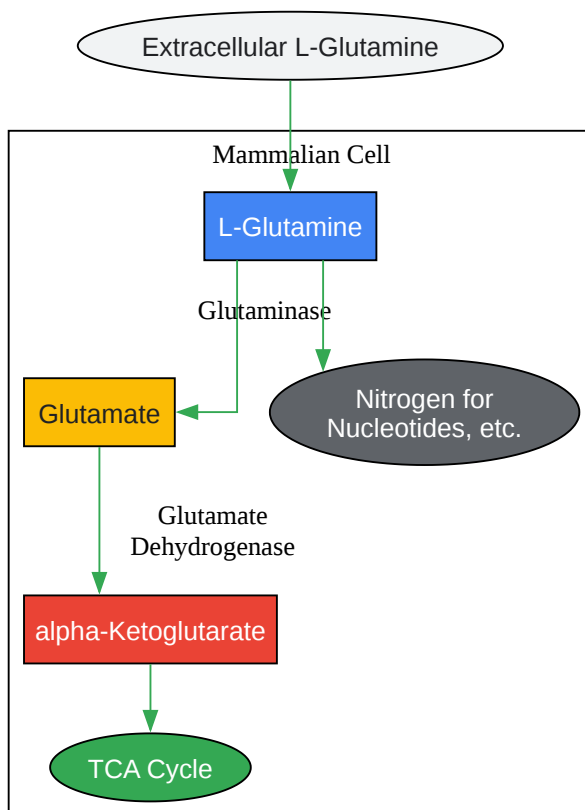 Extracellular L-Glutamine
Mammalian Cell
L-Glutamine
Glutaminase
Glutamate
Nitrogen for
Nucleotides, etc.
Glutamate
Dehydrogenase
alpha-Ketoglutarate
TCA Cycle